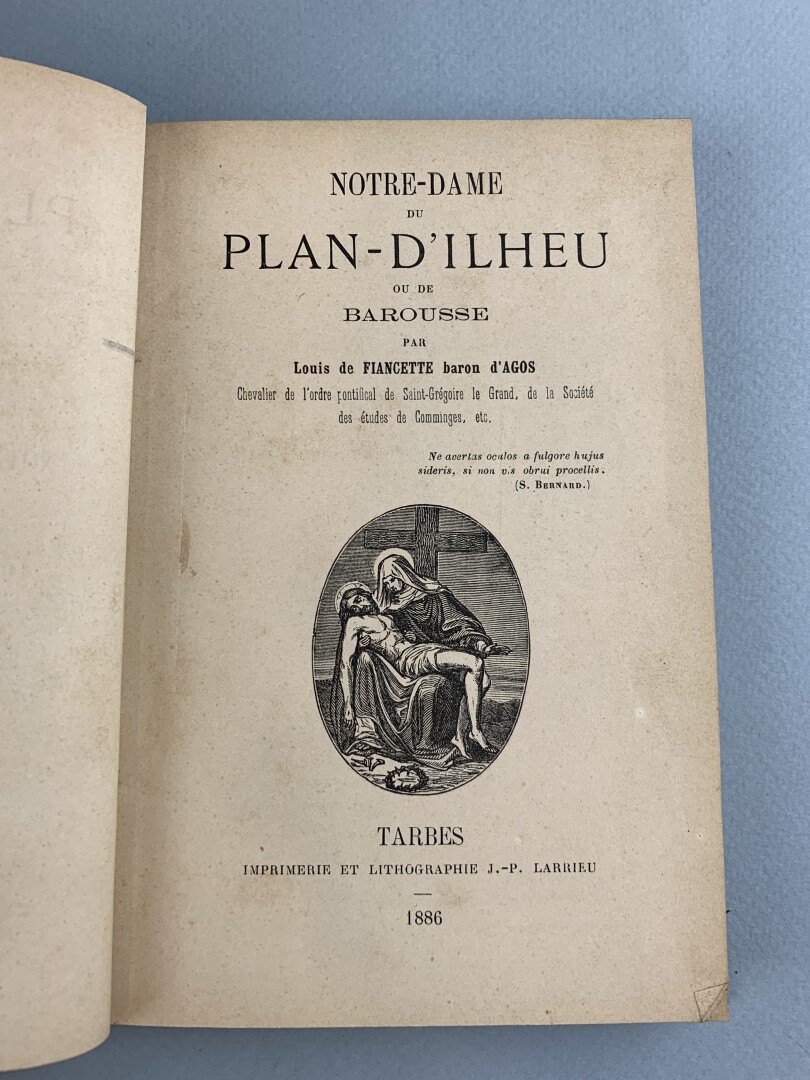 NOTRE-DAME
DU
PLAN-D'ILHEU
OU DE
BAROUSSE
PAR
Louis de FIANCETTE baron d'AGOS
Chevalier de l'ordre pontifical de Saint-Grégoire le Grand, de la Société
des études de Comminges, etc.
Ne avertas oculos a fulgore hujus
sideris, si non vis obrui procellis.
(S. BERNARD.)
TARBES
IMPRIMERIE ET LITHOGRAPHIE J.-P. LARRIEU
1886